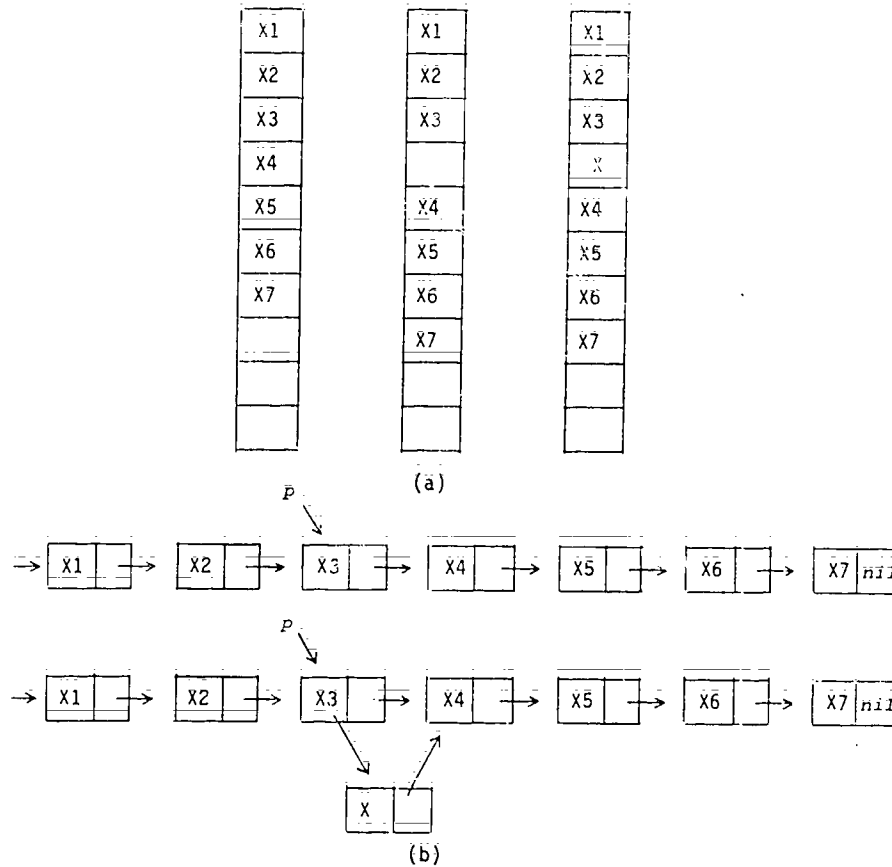 X1 X1 X1
X2 X2 X2
X3 X3 X3
X4 X
X5 X4 X4
X6 X5 X5
X7 X6 X6
X7 X7
(a)
p
X1 X2 X3 X4 X5 X6 X7 nil
p
X1 X2 X3 X4 X5 X6 X7 nil
X
(b)